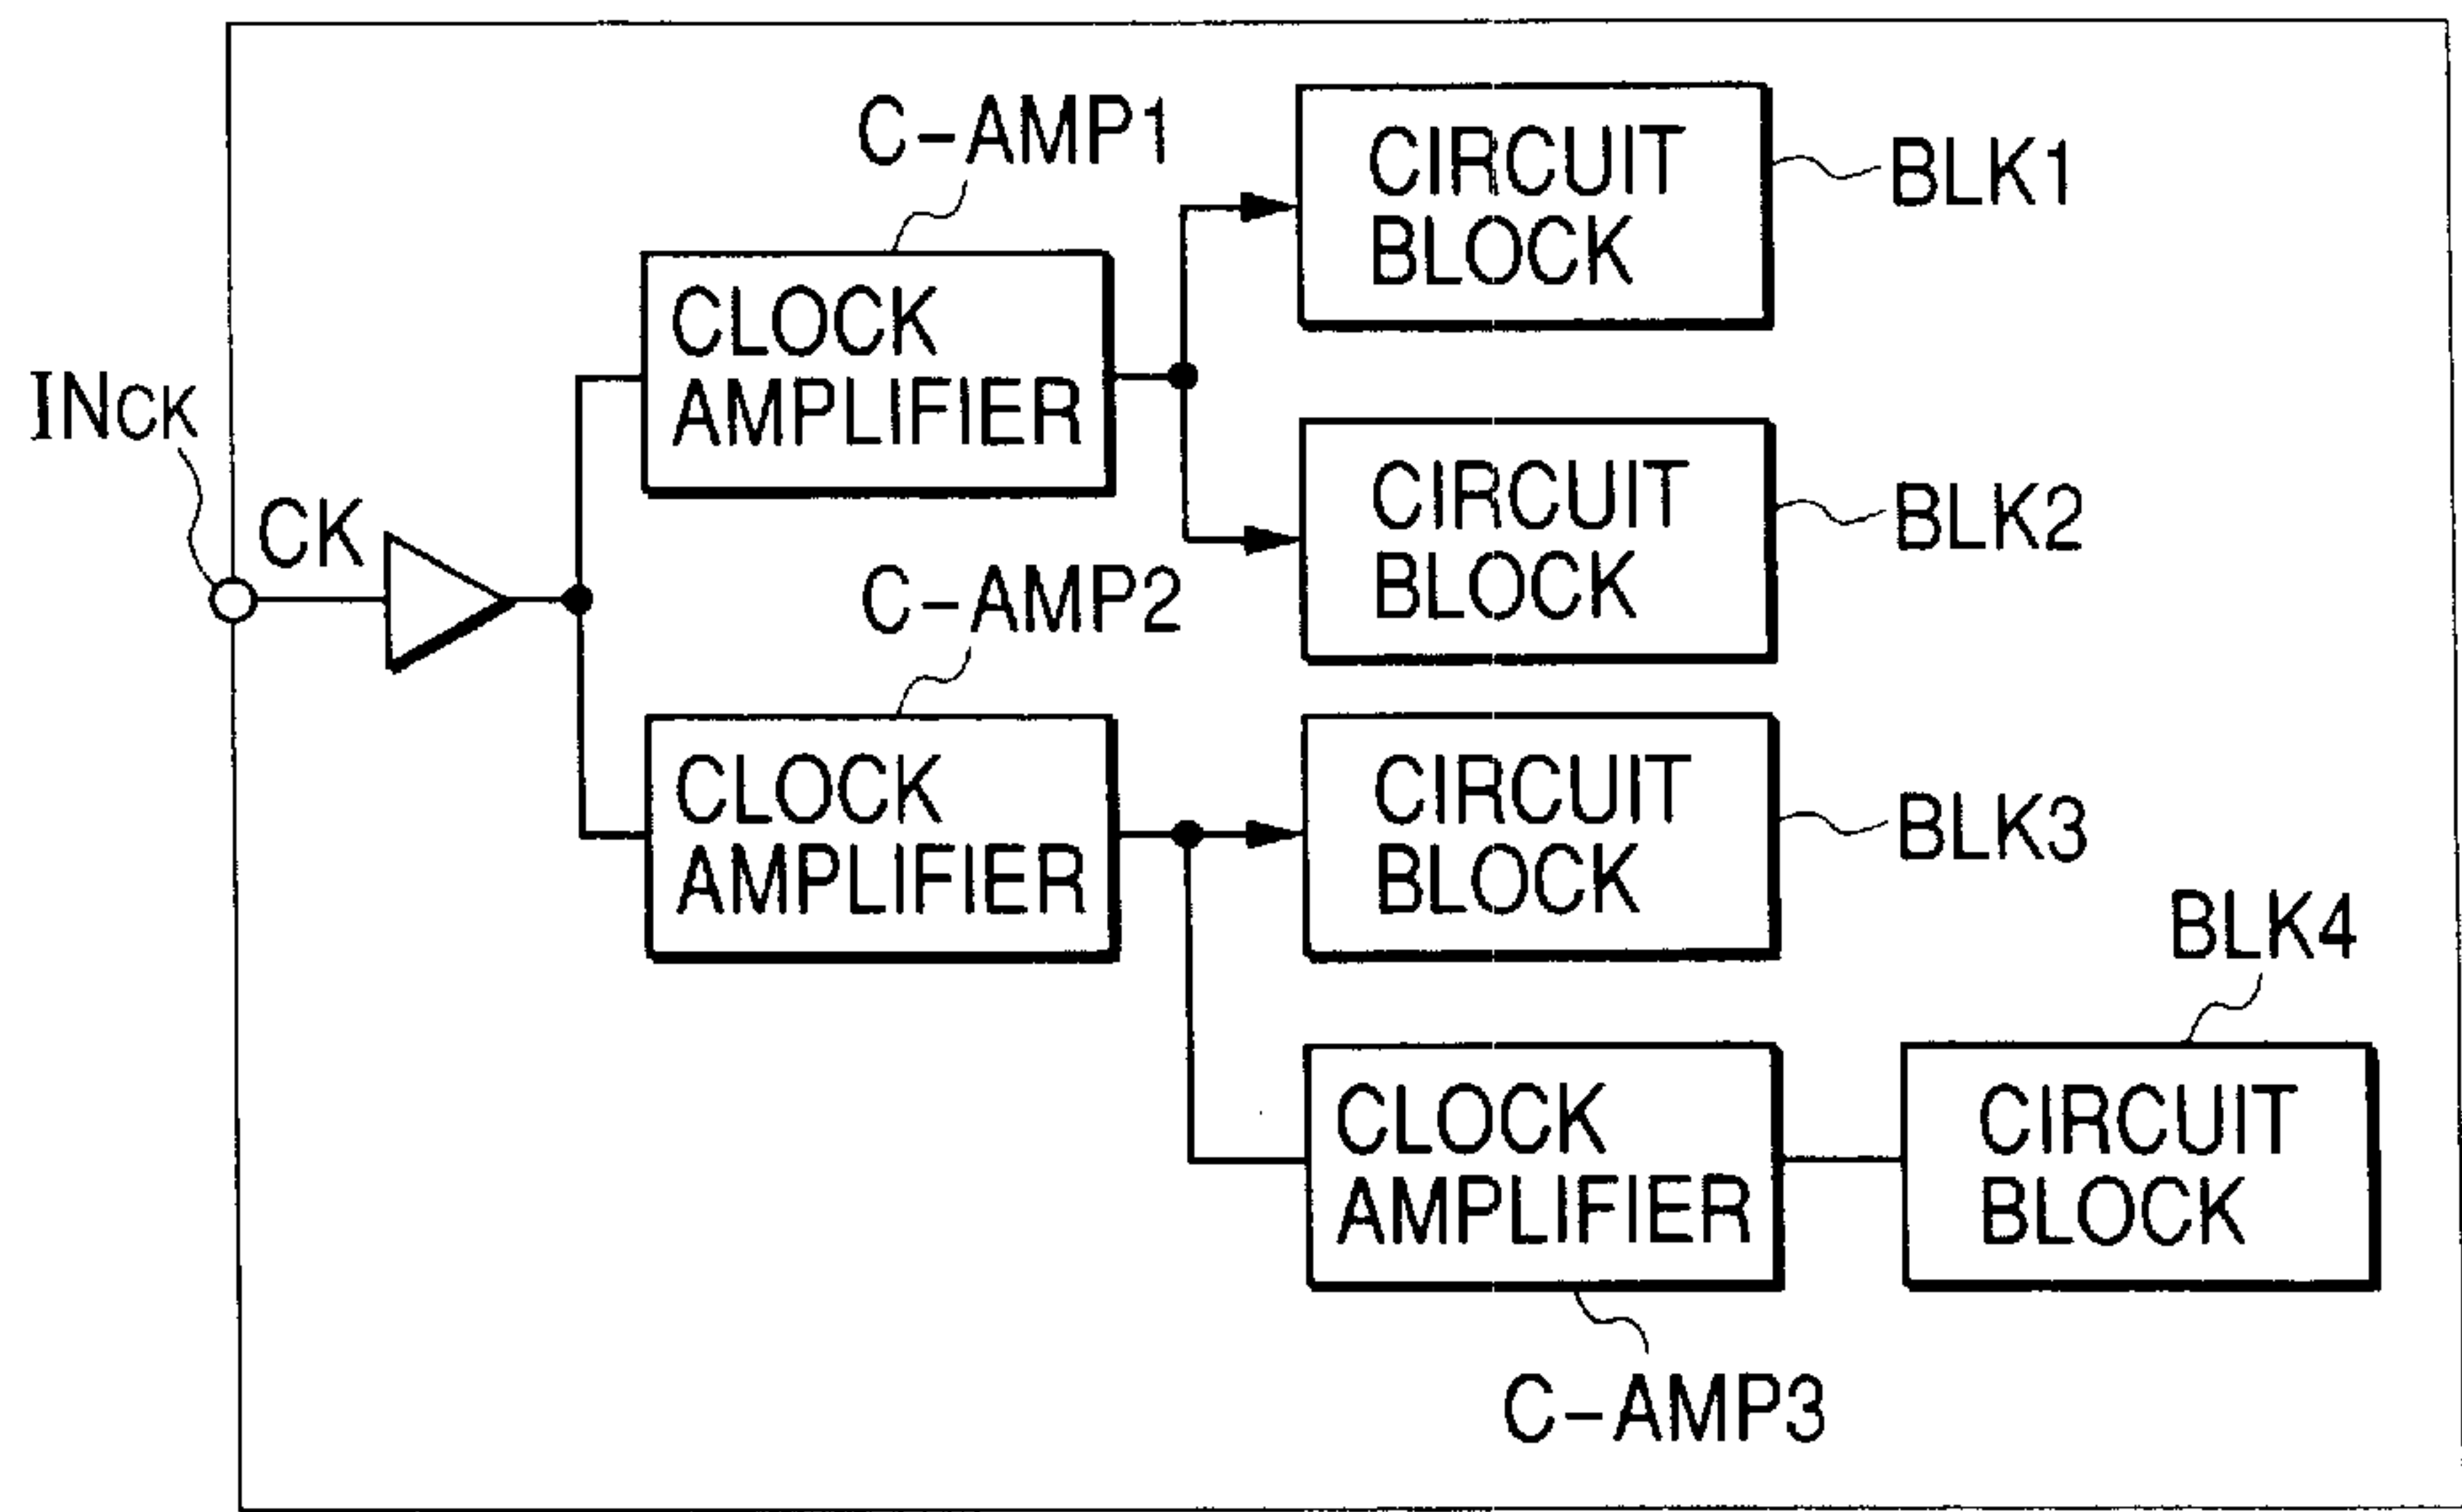 C-AMP1
CIRCUIT
BLOCK
BLK1
CLOCK
AMPLIFIER
INCK
CK
CIRCUIT
BLOCK
BLK2
C-AMP2
CLOCK
AMPLIFIER
CIRCUIT
BLOCK
BLK3
BLK4
CLOCK
AMPLIFIER
CIRCUIT
BLOCK
C-AMP3